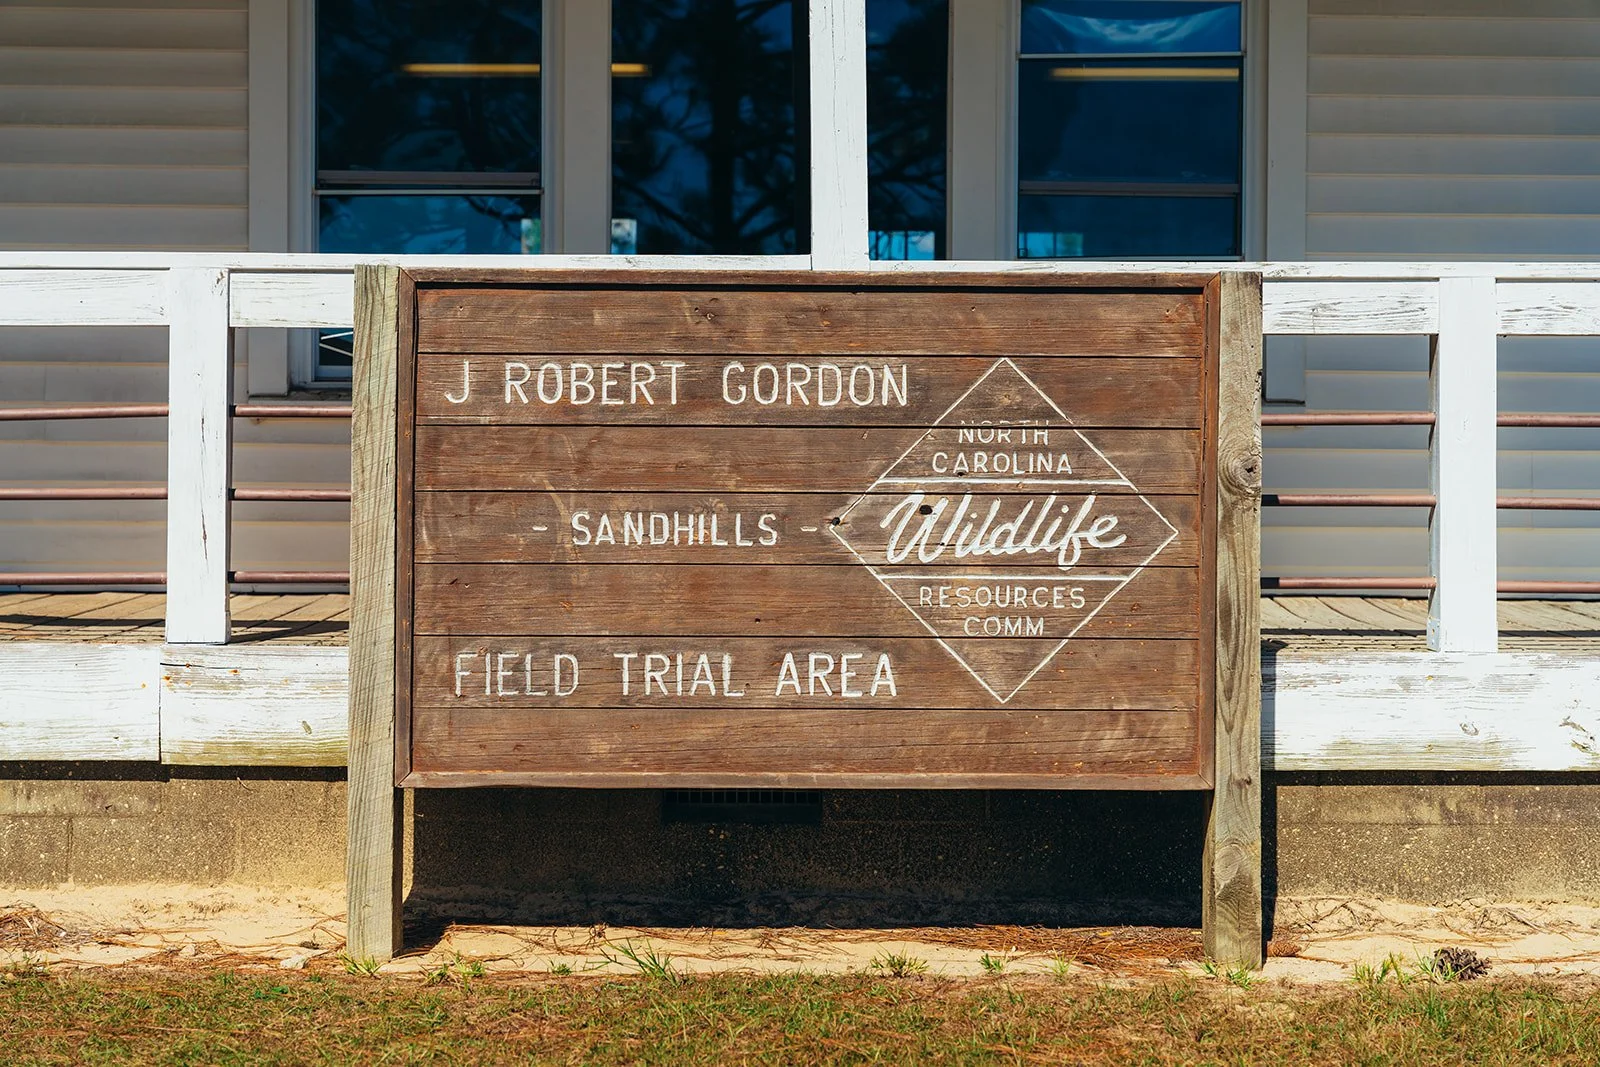 J ROBERT GORDON
- SANDHILLS -
FIELD TRIAL AREA
NORTH
CAROLINA
Wildlife
RESOURCES
COMM